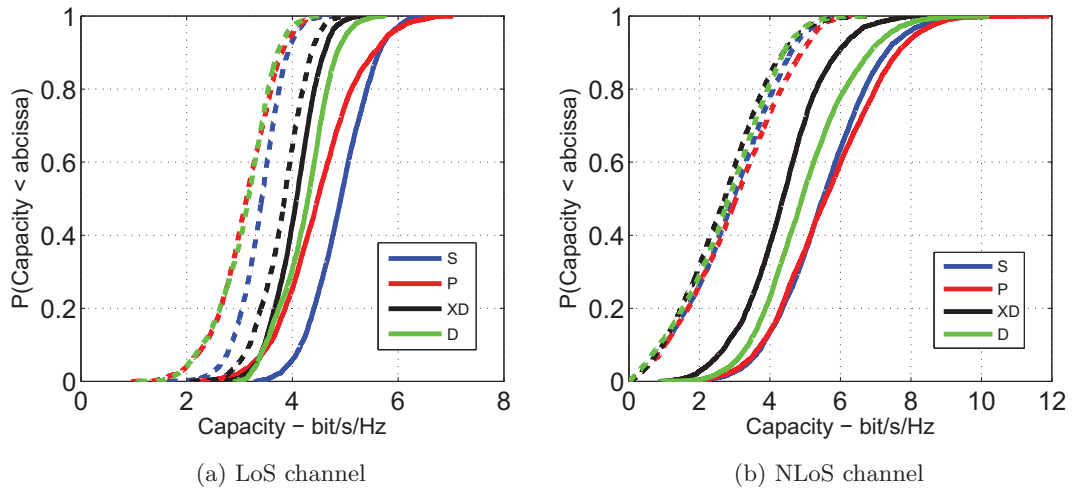 P(Capacity < abcissa)
1
0.8
0.6
0.4
0.2
0
0
2
4
6
8
Capacity – bit/s/Hz
S
P
XD
D
(a) LoS channel
P(Capacity < abcissa)
1
0.8
0.6
0.4
0.2
0
0
2
4
6
8
10
12
Capacity – bit/s/Hz
S
P
XD
D
(b) NLoS channel